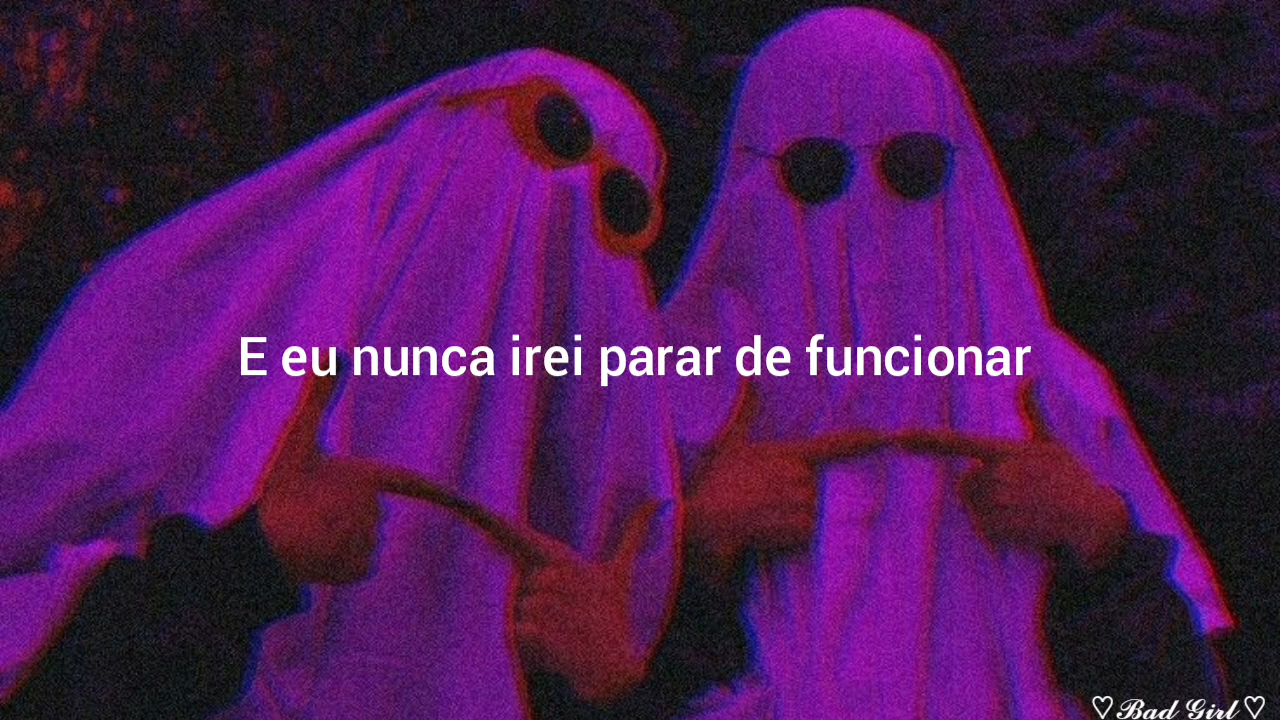 E eu nunca irei parar de funcionar
♡ Bad Girl ♡